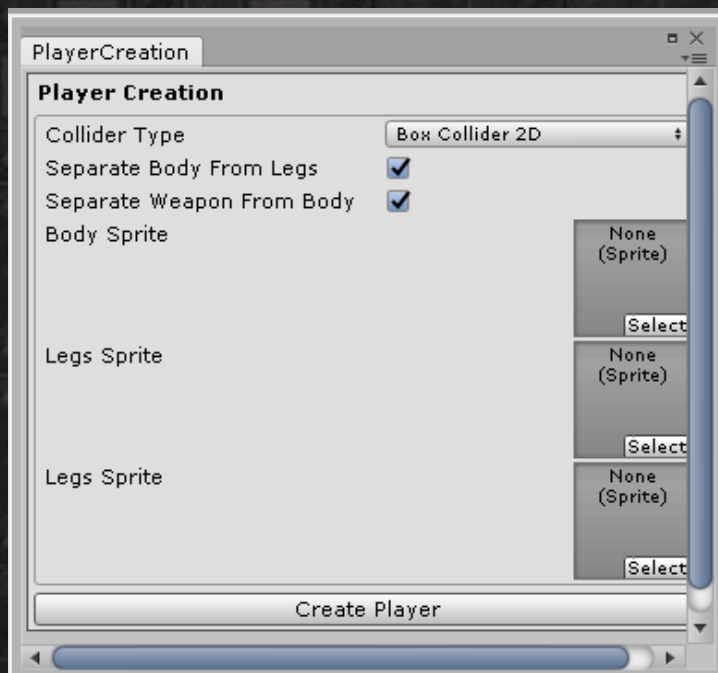 PlayerCreation
Player Creation
Collider Type Box Collider 2D
Separate Body From Legs
Separate Weapon From Body
Body Sprite None
(Sprite)
Select
Legs Sprite None
(Sprite)
Select
Legs Sprite None
(Sprite)
Select
Create Player